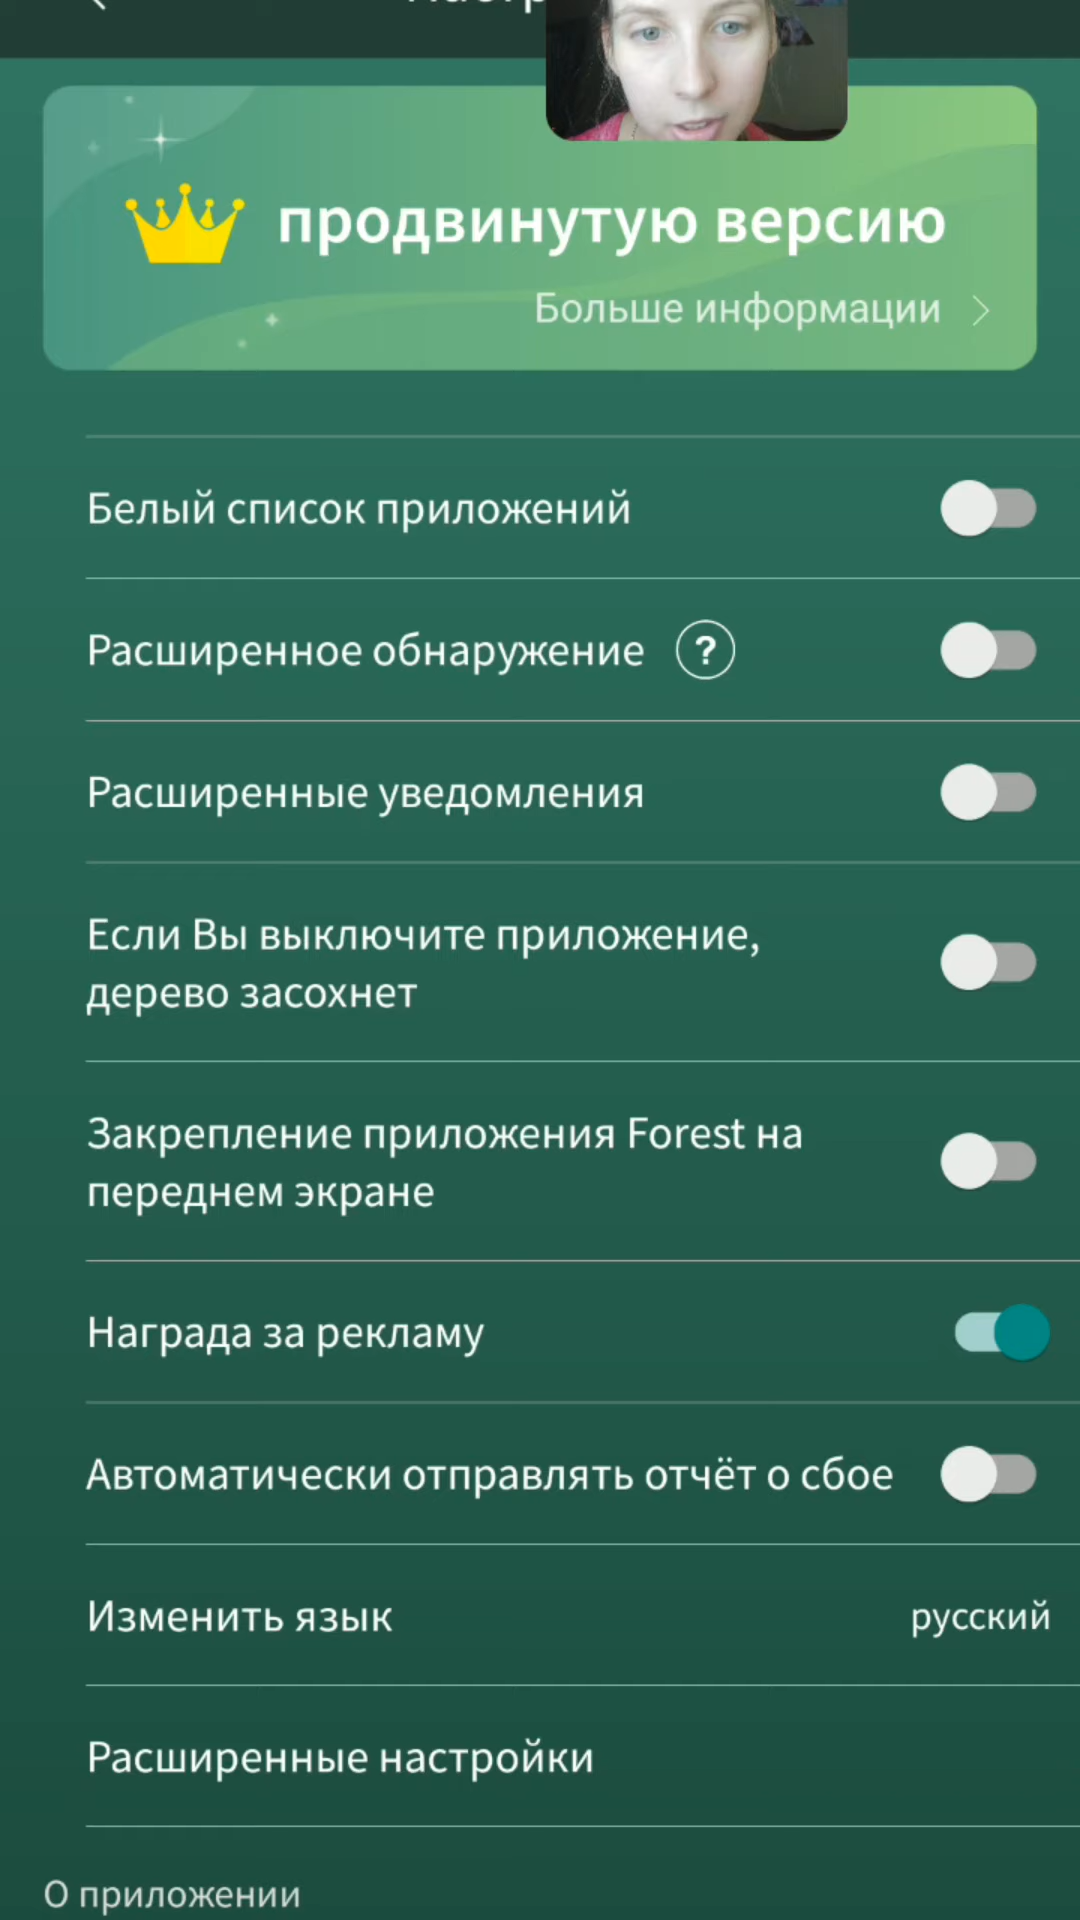 продвинутую версию
Больше информации
Белый список приложений
Расширенное обнаружение ?
Расширенные уведомления
Если Вы выключите приложение,
дерево засохнет
Закрепление приложения Forest на
переднем экране
Награда за рекламу
Автоматически отправлять отчёт о сбое
Изменить язык русский
Расширенные настройки
О приложении